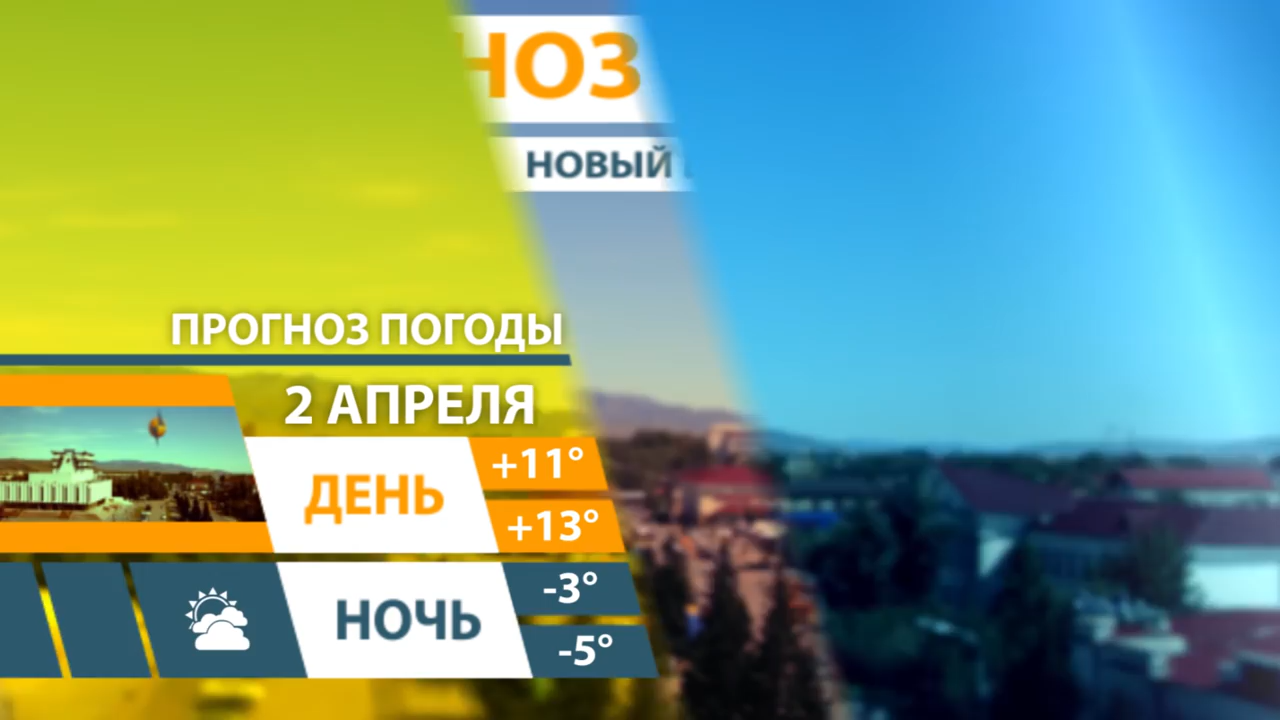 НОЗ
НОВЫЙ
ПРОГНОЗ ПОГОДЫ
2 АПРЕЛЯ
ДЕНЬ
+11°
+13°
НОЧЬ
-3°
-5°